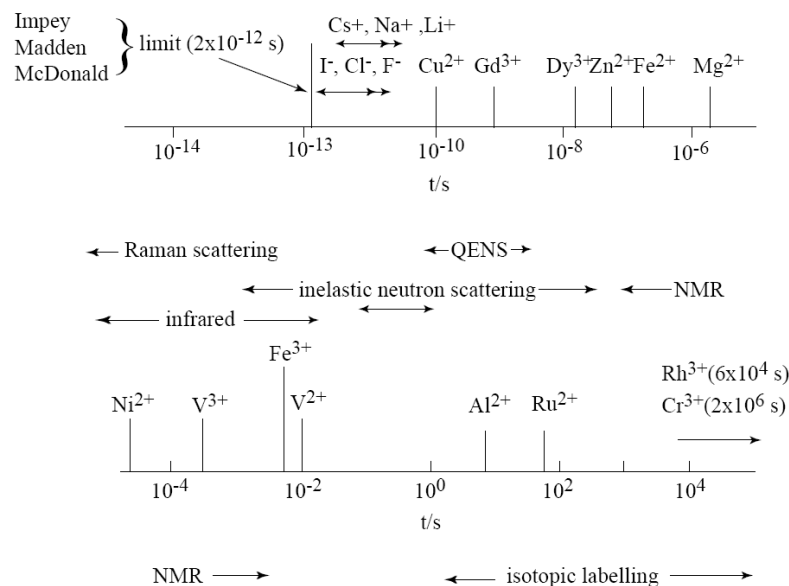 Impey
Madden
McDonald
limit (2x10⁻¹² s)
Cs⁺, Na⁺ ,Li⁺
I⁻, Cl⁻, F⁻
Cu²⁺ Gd³⁺ Dy³⁺ Zn²⁺ Fe²⁺ Mg²⁺
10⁻¹⁴ 10⁻¹³ 10⁻¹⁰ 10⁻⁸ 10⁻⁶
t/s
Raman scattering QENS
inelastic neutron scattering NMR
infrared
Fe³⁺
Rh³⁺(6x10⁴ s)
Ni²⁺ V³⁺ V²⁺ Al²⁺ Ru²⁺ Cr³⁺(2x10⁶ s)
10⁻⁴ 10⁻² 10⁰ 10² 10⁴
t/s
NMR isotopic labelling